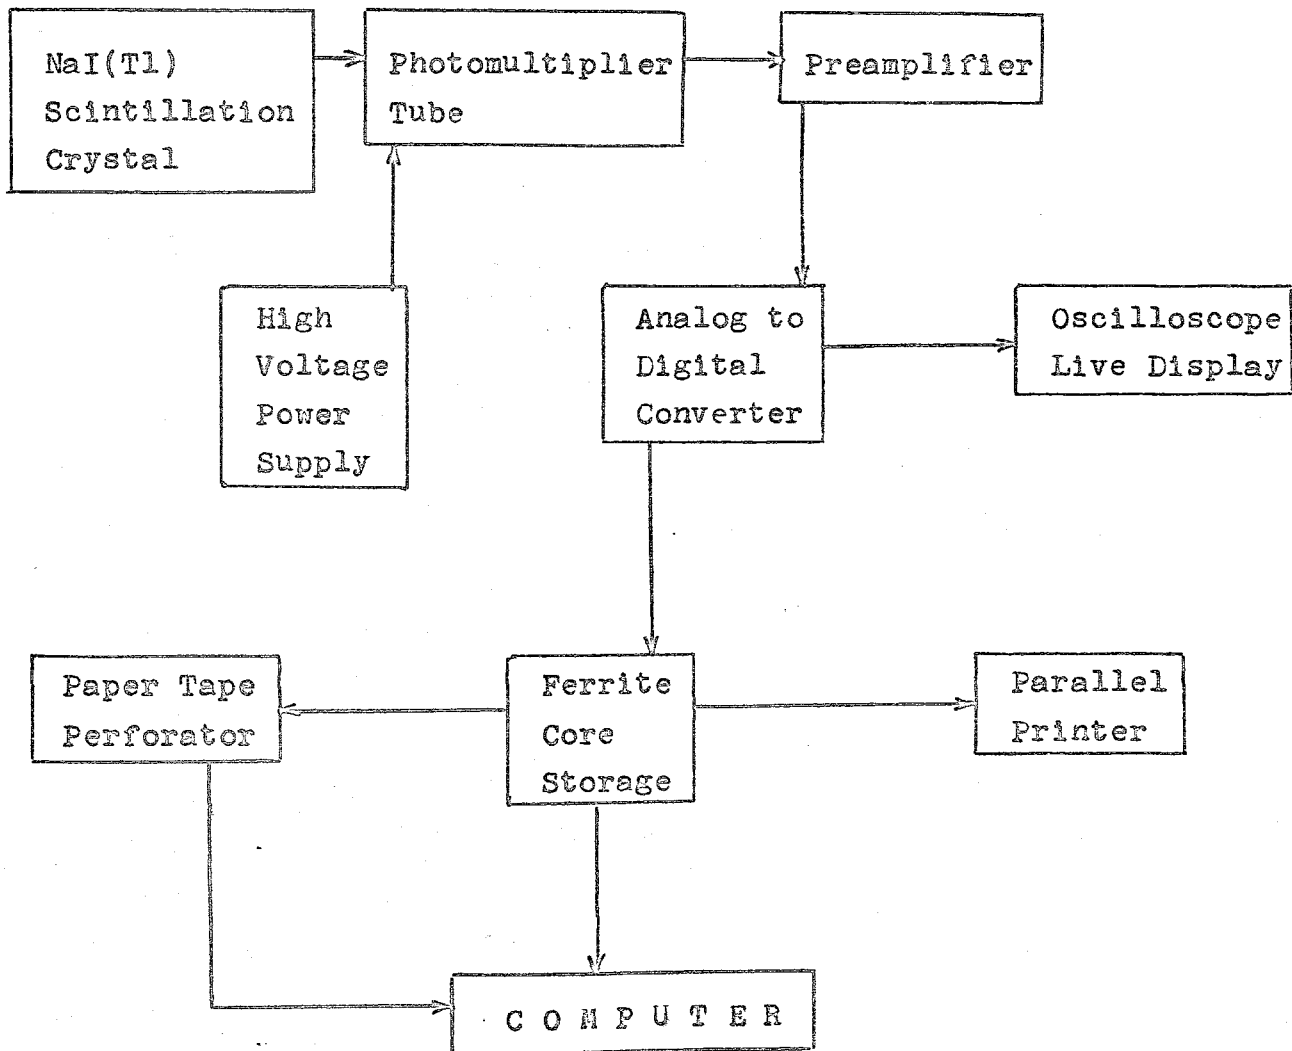 NaI(Tl)
Scintillation
Crystal
Photomultiplier
Tube
Preamplifier
High
Voltage
Power
Supply
Analog to
Digital
Converter
Oscilloscope
Live Display
Paper Tape
Perforator
Ferrite
Core
Storage
Parallel
Printer
C O M P U T E R